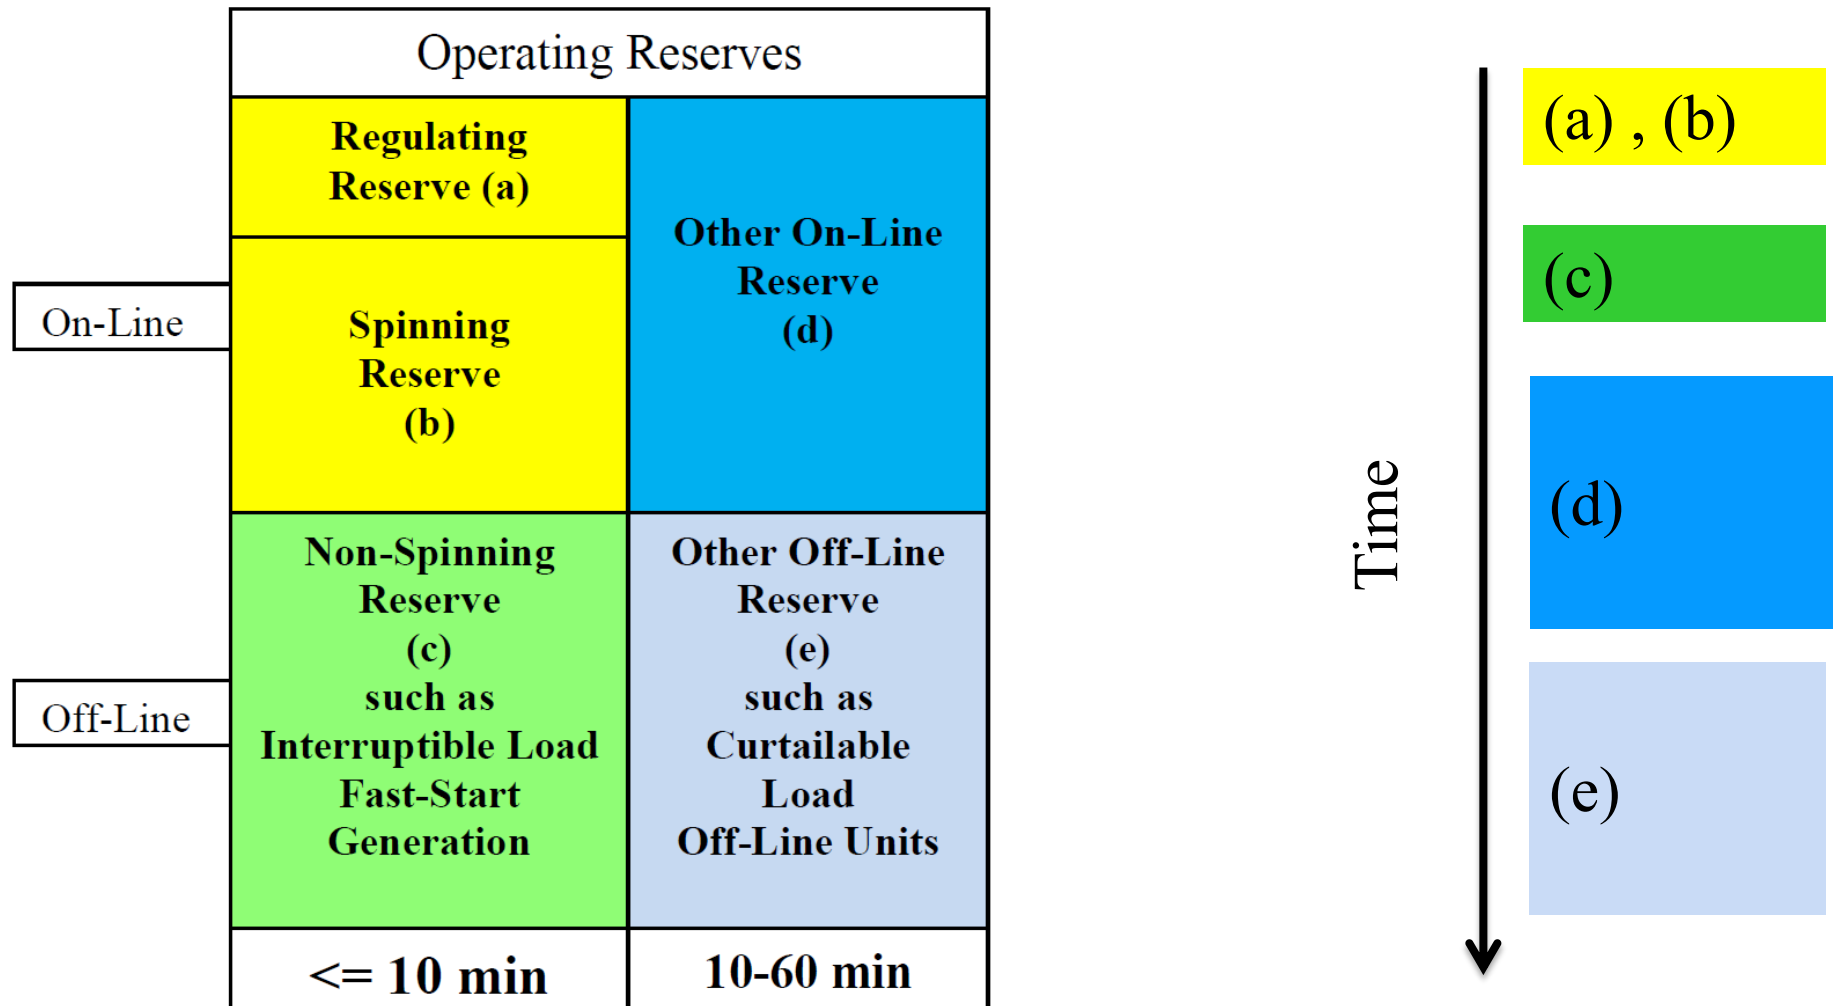 Operating Reserves
Regulating
Reserve (a)
Spinning
Reserve
(b)
Other On-Line
Reserve
(d)
On-Line
Non-Spinning
Reserve
(c)
such as
Interruptible Load
Fast-Start
Generation
Other Off-Line
Reserve
(e)
such as
Curtailable
Load
Off-Line Units
Off-Line
<= 10 min
10-60 min
Time
(a) , (b)
(c)
(d)
(e)